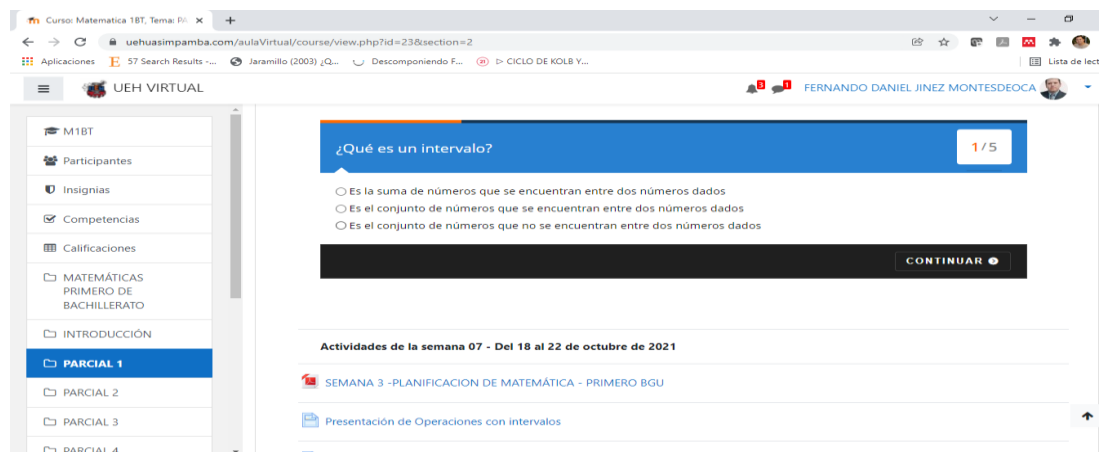 Curso: Matematica 1BT, Tema: PA
uehuasimpamba.com/aulaVirtual/course/view.php?id=23&section=2
Aplicaciones
57 Search Results -...
Jaramillo (2003) ¿Q...
Descomponiendo F...
▷ CICLO DE KOLB Y...
Lista de lect
UEH VIRTUAL
3
1
FERNANDO DANIEL JINEZ MONTESDEOCA
M1BT
Participantes
Insignias
Competencias
Calificaciones
MATEMÁTICAS
PRIMERO DE
BACHILLERATO
INTRODUCCIÓN
PARCIAL 1
PARCIAL 2
PARCIAL 3
PARCIAL 4
¿Qué es un intervalo?
1/5
Es la suma de números que se encuentran entre dos números dados
Es el conjunto de números que se encuentran entre dos números dados
Es el conjunto de números que no se encuentran entre dos números dados
CONTINUAR
Actividades de la semana 07 - Del 18 al 22 de octubre de 2021
SEMANA 3 -PLANIFICACION DE MATEMÁTICA - PRIMERO BGU
Presentación de Operaciones con intervalos